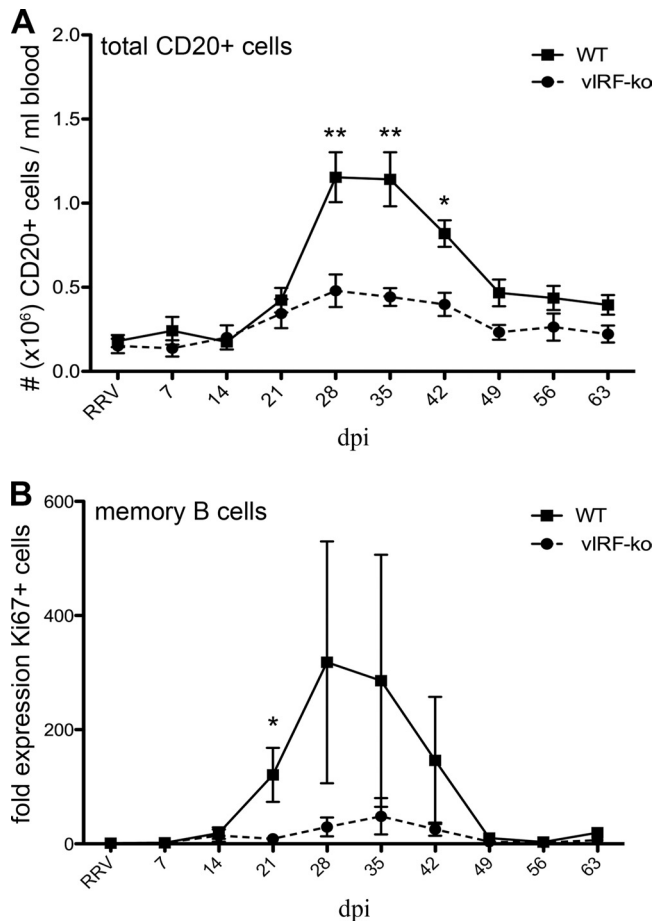 A
total CD20+ cells
WT
vIRF-ko
# (x10⁶) CD20+ cells / ml blood
2.0
1.5
1.0
0.5
0.0
** ** *
RRV 7 14 21 28 35 42 49 56 63
dpi
B
memory B cells
WT
vIRF-ko
fold expression Ki67+ cells
600
400
200
0
*
RRV 7 14 21 28 35 42 49 56 63
dpi